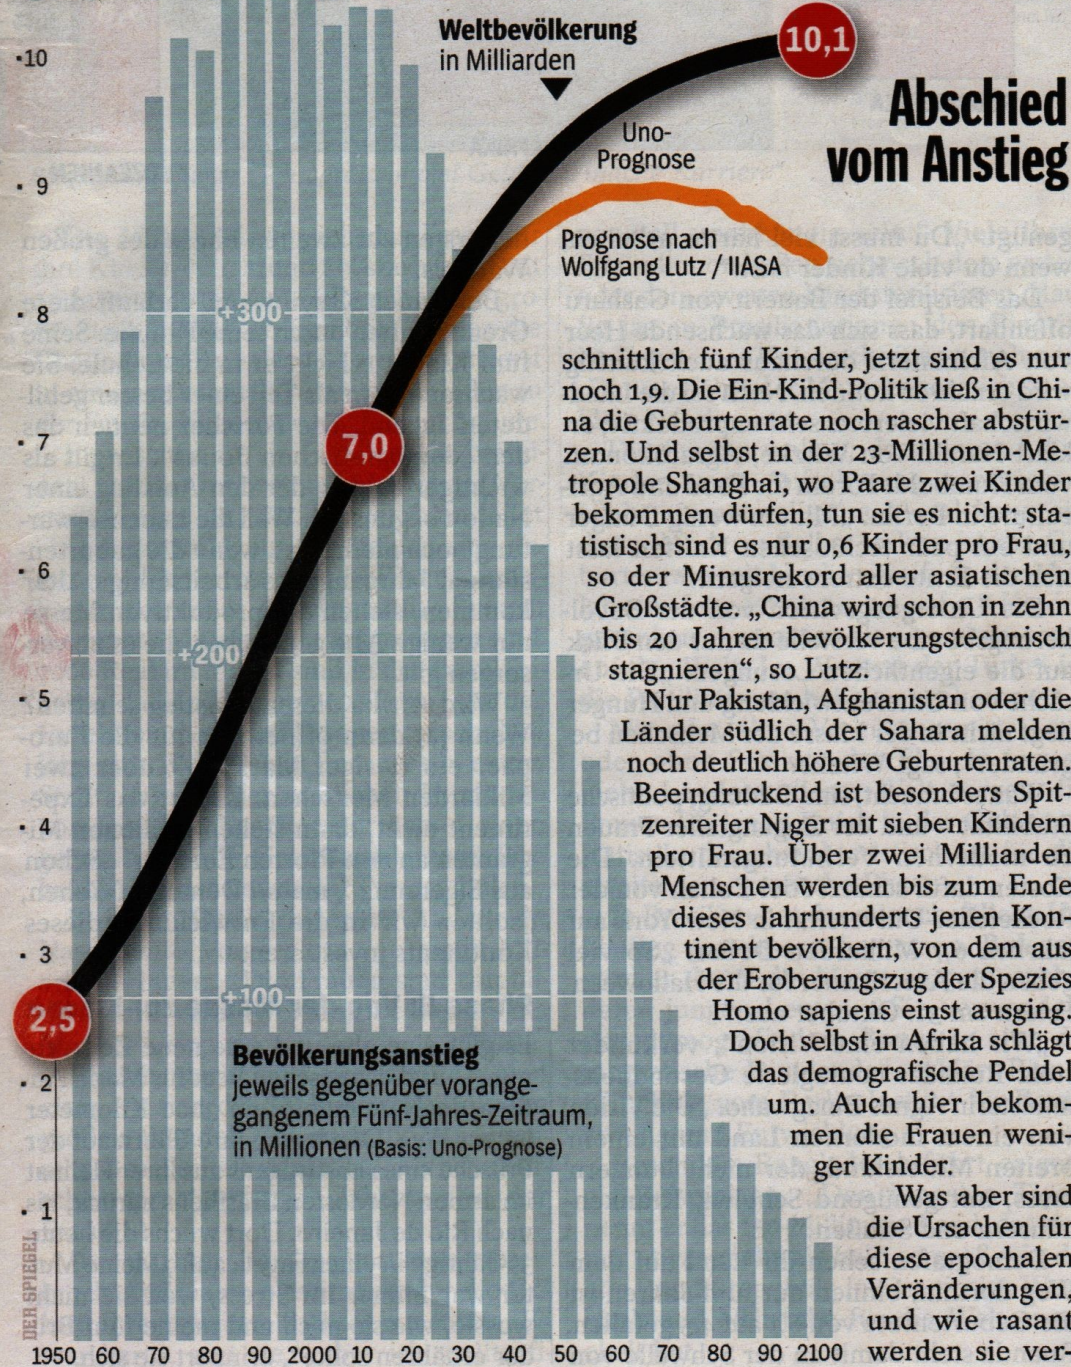 Weltbevölkerung
in Milliarden
10,1
Abschied
vom Anstieg
Uno-
Prognose
Prognose nach
Wolfgang Lutz / IIASA
10
9
8
7
6
5
4
3
2
1
+300
+200
+100
7,0
2,5
Bevölkerungsanstieg
jeweils gegenüber vorange-
gangenem Fünf-Jahres-Zeitraum,
in Millionen (Basis: Uno-Prognose)
DER SPIEGEL
1950 60 70 80 90 2000 10 20 30 40 50 60 70 80 90 2100
schnittlich fünf Kinder, jetzt sind es nur
noch 1,9. Die Ein-Kind-Politik ließ in Chi-
na die Geburtenrate noch rascher abstür-
zen. Und selbst in der 23-Millionen-Me-
tropole Shanghai, wo Paare zwei Kinder
bekommen dürfen, tun sie es nicht: sta-
tistisch sind es nur 0,6 Kinder pro Frau,
so der Minusrekord aller asiatischen
Großstädte. „China wird schon in zehn
bis 20 Jahren bevölkerungstechnisch
stagnieren“, so Lutz.
Nur Pakistan, Afghanistan oder die
Länder südlich der Sahara melden
noch deutlich höhere Geburtenraten.
Beeindruckend ist besonders Spit-
zenreiter Niger mit sieben Kindern
pro Frau. Über zwei Milliarden
Menschen werden bis zum Ende
dieses Jahrhunderts jenen Kon-
tinent bevölkern, von dem aus
der Eroberungszug der Spezies
Homo sapiens einst ausging.
Doch selbst in Afrika schlägt
das demografische Pendel
um. Auch hier bekom-
men die Frauen weni-
ger Kinder.
Was aber sind
die Ursachen für
diese epochalen
Veränderungen,
und wie rasant
werden sie ver-